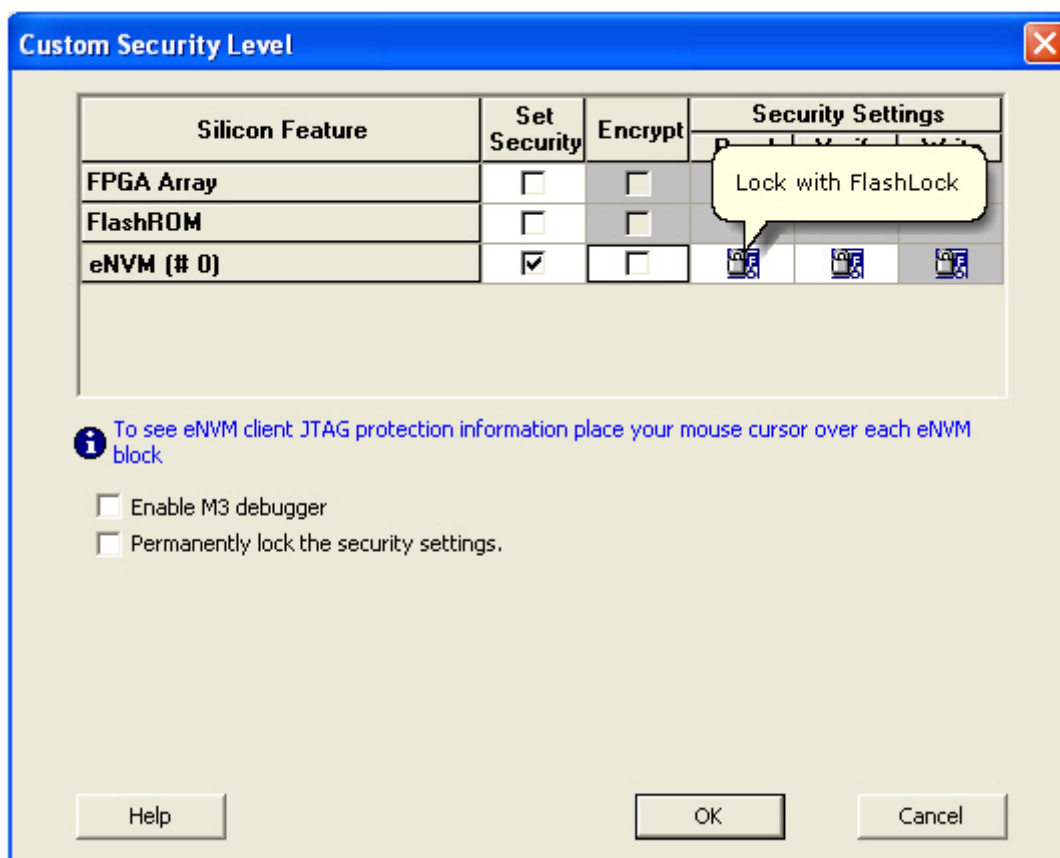 Custom Security Level
Silicon Feature
Set Security
Encrypt
Security Settings
Lock with FlashLock
FPGA Array
FlashROM
eNVM (# 0)
To see eNVM client JTAG protection information place your mouse cursor over each eNVM
block
Enable M3 debugger
Permanently lock the security settings.
Help
OK
Cancel